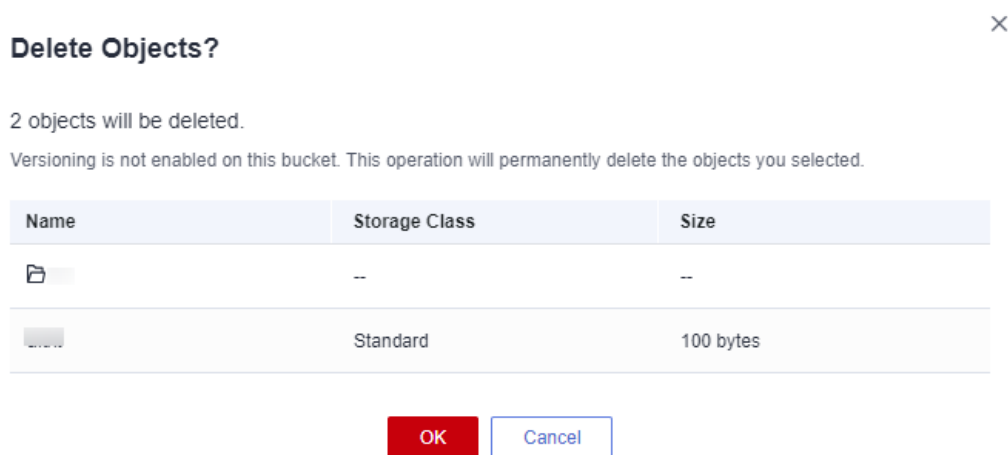 Delete Objects?
2 objects will be deleted.
Versioning is not enabled on this bucket. This operation will permanently delete the objects you selected.
Name Storage Class Size
-- --
Standard 100 bytes
OK Cancel